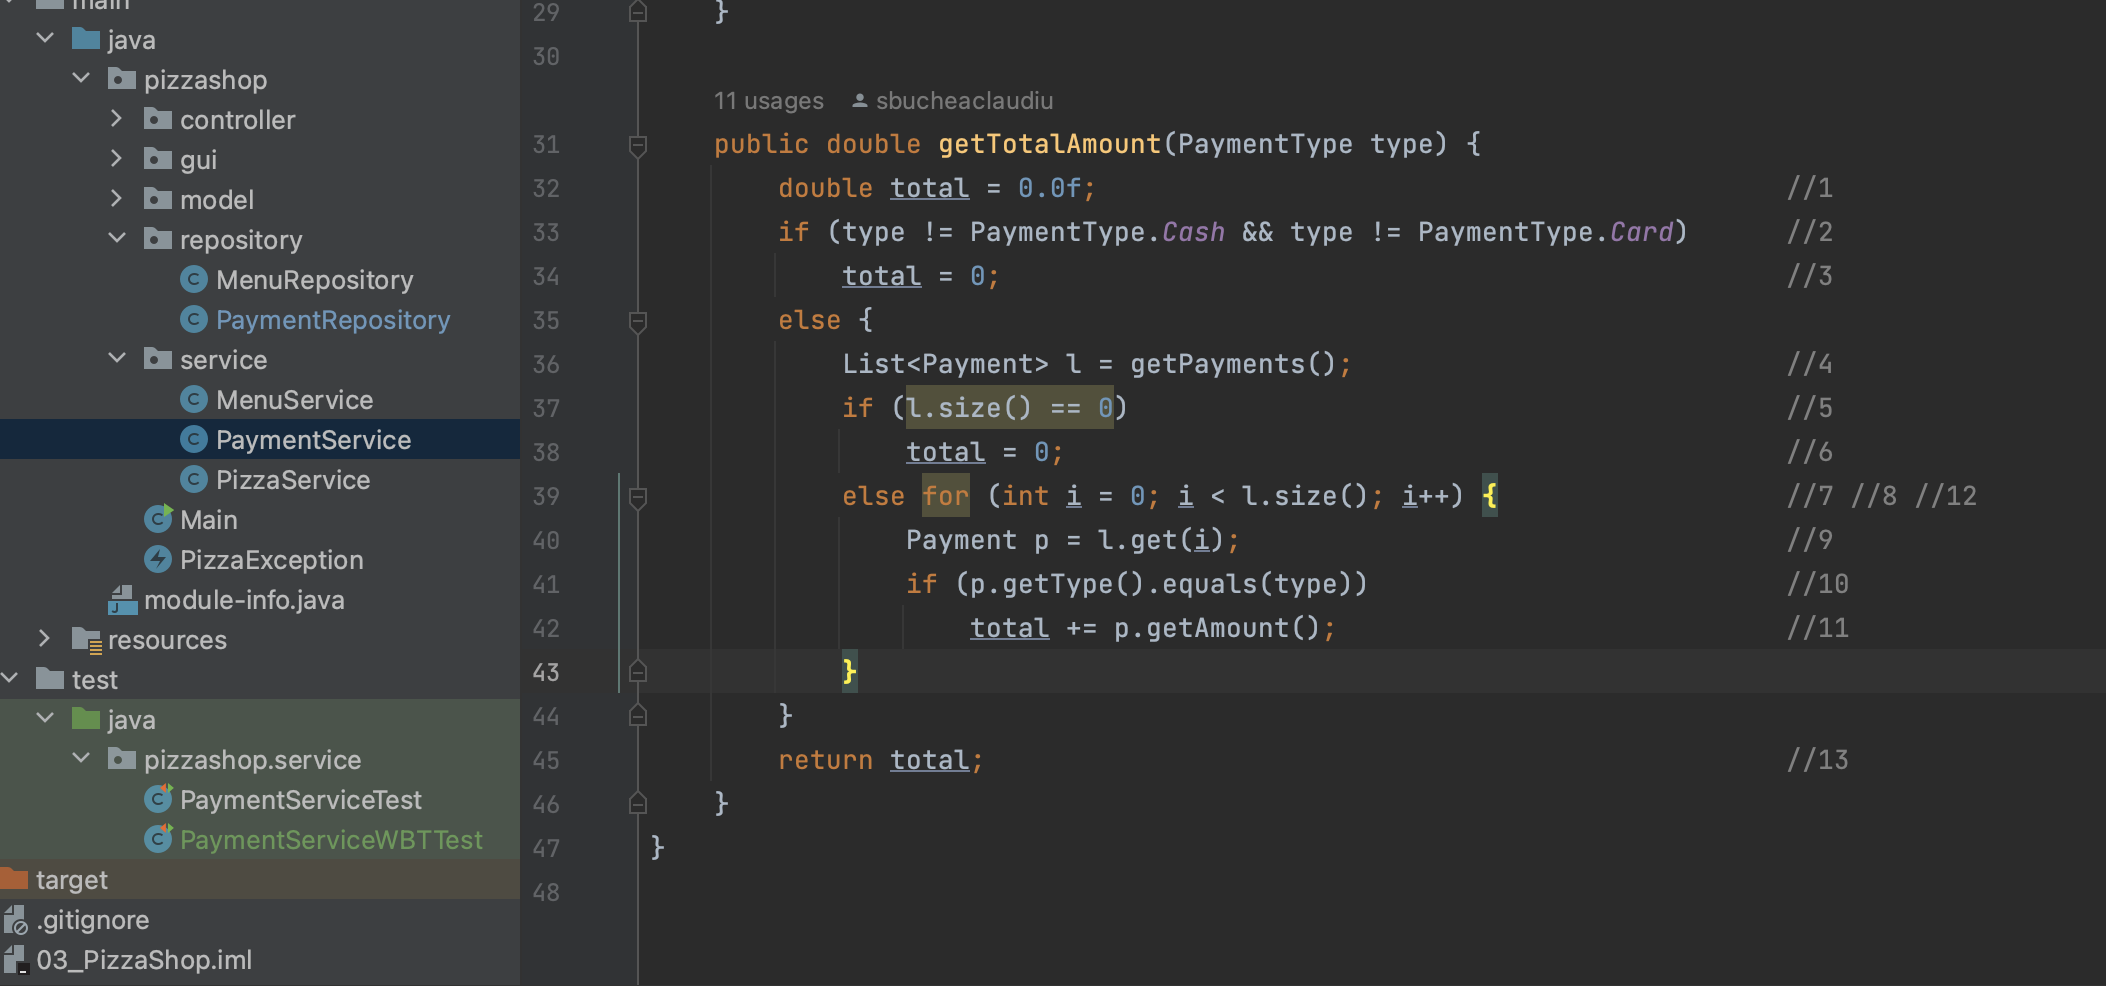 main
java
pizzashop
controller
gui
model
repository
MenuRepository
PaymentRepository
service
MenuService
PaymentService
PizzaService
Main
PizzaException
module-info.java
resources
test
java
pizzashop.service
PaymentServiceTest
PaymentServiceWBTTest
target
.gitignore
03_PizzaShop.iml
29 }
30
11 usages sbucheaclaudiu
31 public double getTotalAmount(PaymentType type) {
32 double total = 0.0f; //1
33 if (type != PaymentType.Cash && type != PaymentType.Card) //2
34 total = 0; //3
35 else {
36 List<Payment> l = getPayments(); //4
37 if (l.size() == 0) //5
38 total = 0; //6
39 else for (int i = 0; i < l.size(); i++) { //7 //8 //12
40 Payment p = l.get(i); //9
41 if (p.getType().equals(type)) //10
42 total += p.getAmount(); //11
43 }
44 }
45 return total; //13
46 }
47 }
48